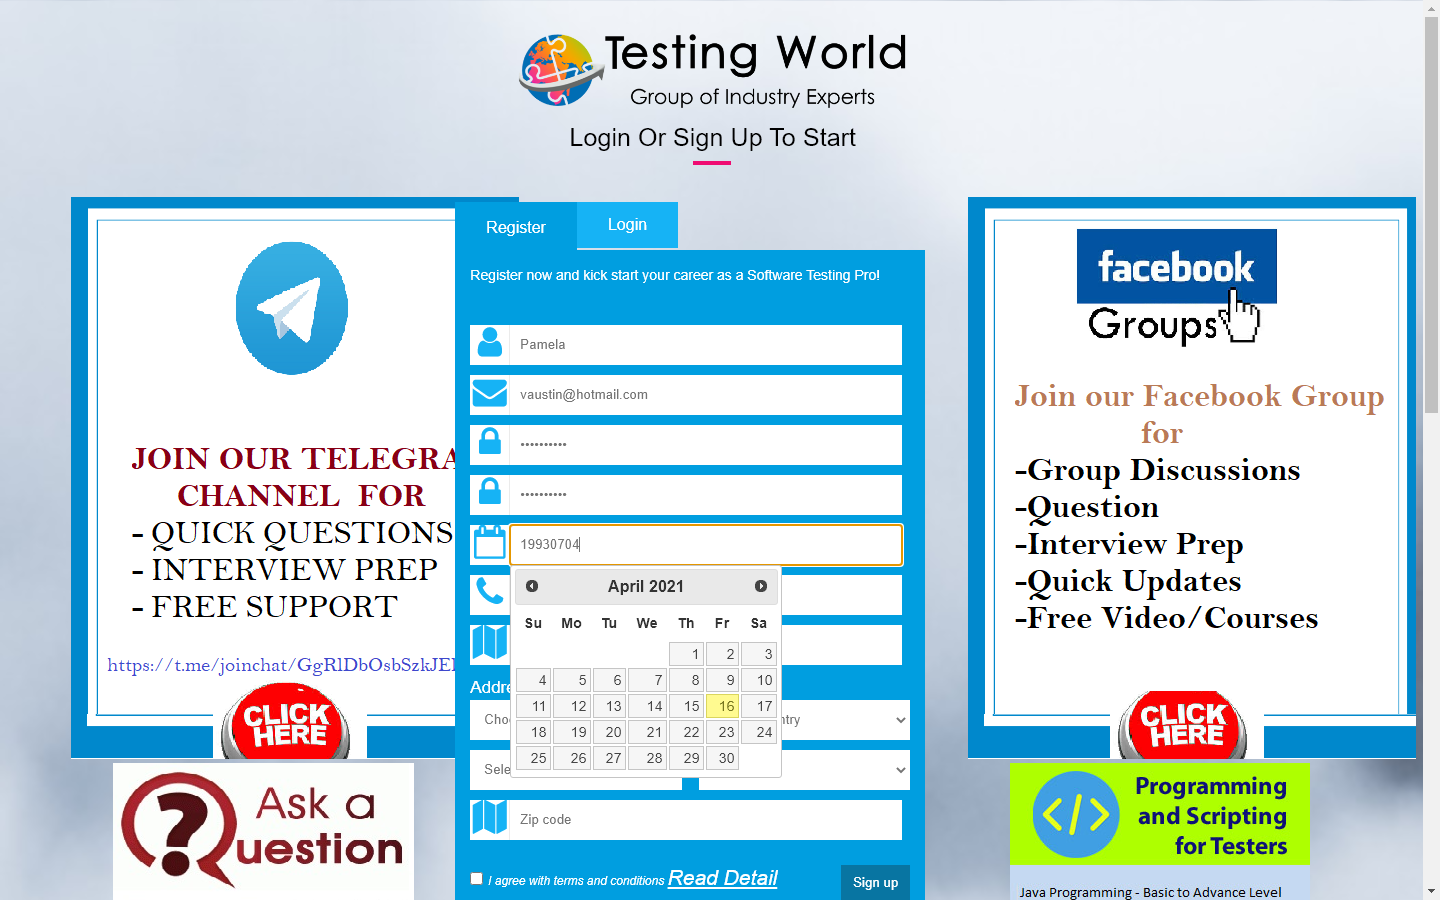 Testing World
Group of Industry Experts
Login Or Sign Up To Start
JOIN OUR TELEGRA
CHANNEL FOR
- QUICK QUESTIONS
- INTERVIEW PREP
- FREE SUPPORT
https://t.me/joinchat/GgRlDbOsbSzkJE
CLICK
HERE
Ask a
Question
Register
Login
Register now and kick start your career as a Software Testing Pro!
Pamela
vaustin@hotmail.com
••••••••••
••••••••••
19930704
April 2021
Su Mo Tu We Th Fr Sa
1 2 3
4 5 6 7 8 9 10
11 12 13 14 15 16 17
18 19 20 21 22 23 24
25 26 27 28 29 30
Addre
Cho
ntry
Sele
Zip code
I agree with terms and conditions Read Detail
Sign up
facebook
Groups
Join our Facebook Group
for
-Group Discussions
-Question
-Interview Prep
-Quick Updates
-Free Video/Courses
CLICK
HERE
</>
Programming
and Scripting
for Testers
Java Programming - Basic to Advance Level